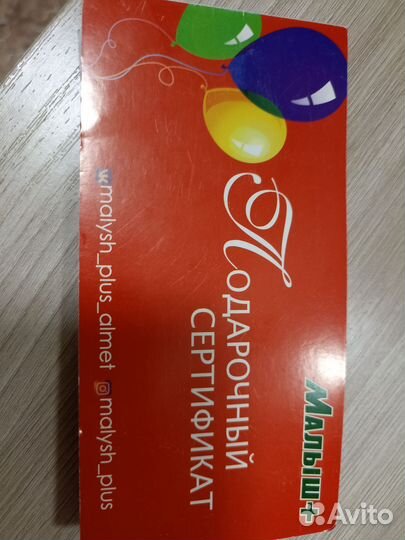 МАЛЫШ+
ПОДАРОЧНЫЙ
СЕРТИФИКАТ
malysh_plus_almet
malysh_plus
Avito